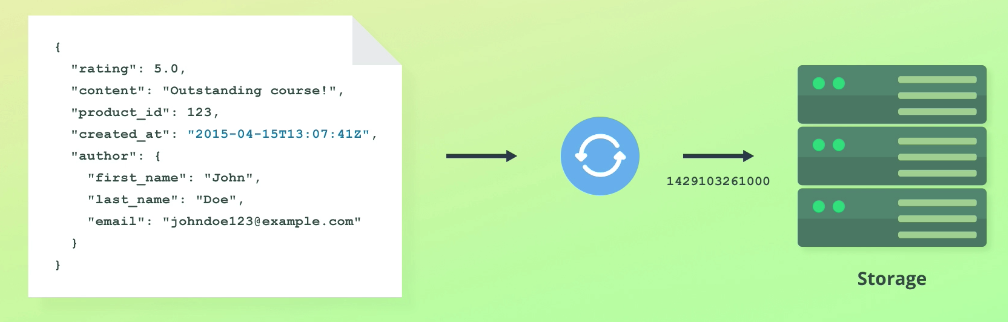 {
"rating": 5.0,
"content": "Outstanding course!",
"product_id": 123,
"created_at": "2015-04-15T13:07:41Z",
"author": {
"first_name": "John",
"last_name": "Doe",
"email": "johndoe123@example.com"
}
}
1429103261000
Storage